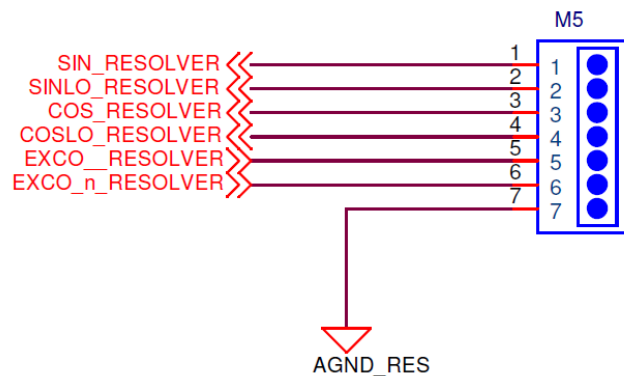 M5
SIN_RESOLVER 1 1
SINLO_RESOLVER 2 2
COS_RESOLVER 3 3
COSLO_RESOLVER 4 4
EXCO__RESOLVER 5 5
EXCO_n_RESOLVER 6 6
7 7
AGND_RES